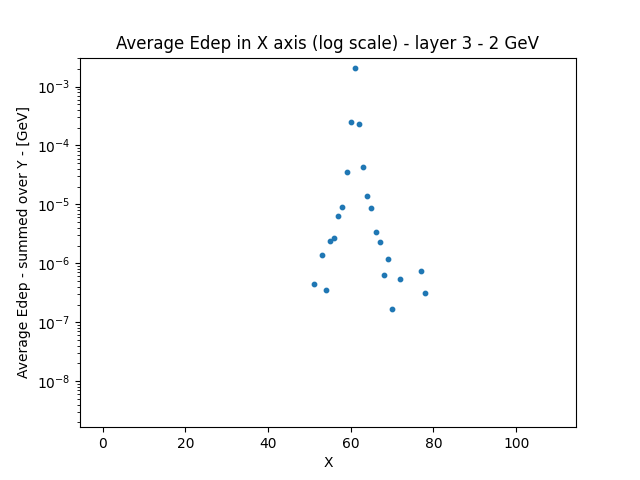 Average Edep in X axis (log scale) - layer 3 - 2 GeV
Average Edep - summed over Y - [GeV]
10⁻³
10⁻⁴
10⁻⁵
10⁻⁶
10⁻⁷
10⁻⁸
0 20 40 60 80 100
X